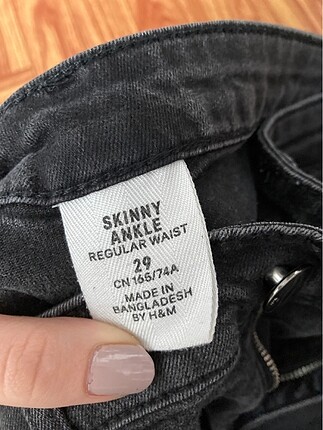 SKINNY
ANKLE
REGULAR WAIST
29
CN 165/74A
MADE IN
BANGLADESH
BY H&M